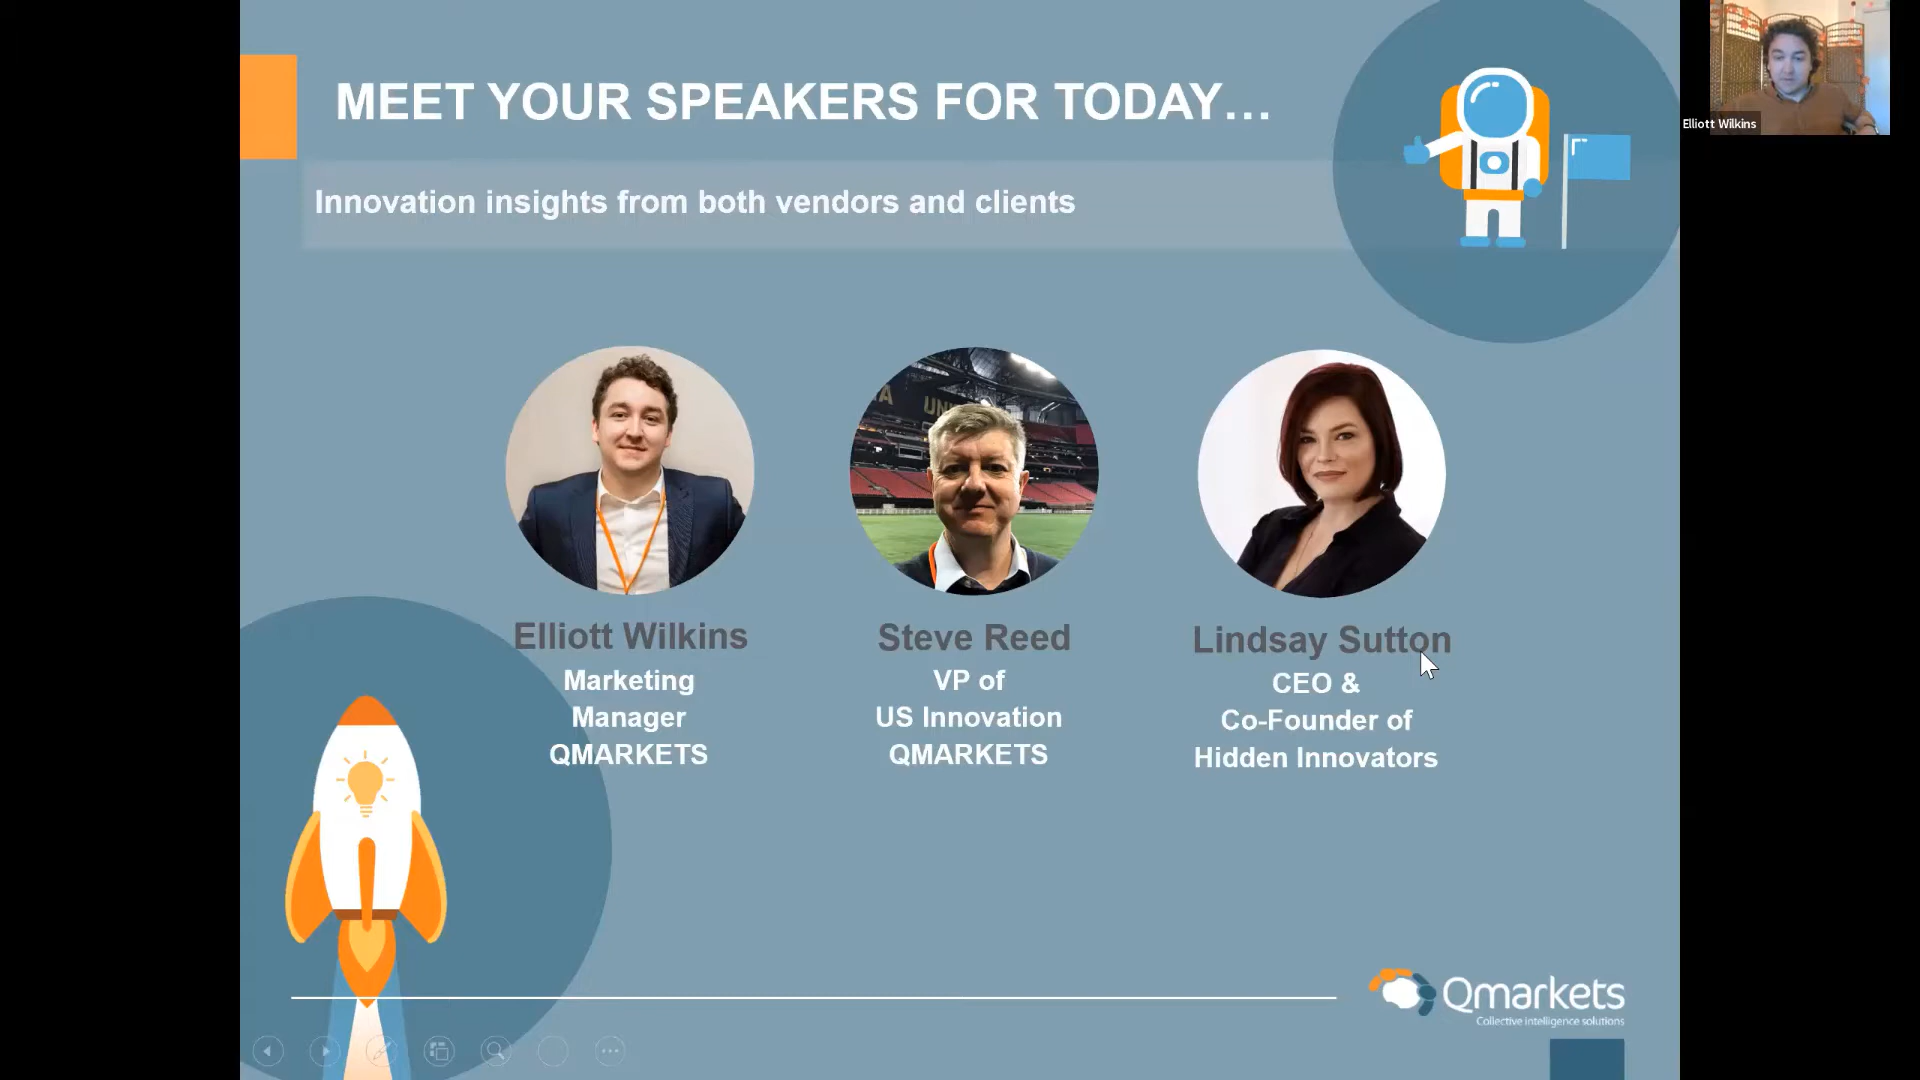 MEET YOUR SPEAKERS FOR TODAY…
Elliott Wilkins
Innovation insights from both vendors and clients
UNI
Elliott Wilkins
Marketing
Manager
QMARKETS
Steve Reed
VP of
US Innovation
QMARKETS
Lindsay Sutton
CEO &
Co-Founder of
Hidden Innovators
Qmarkets
Collective intelligence solutions